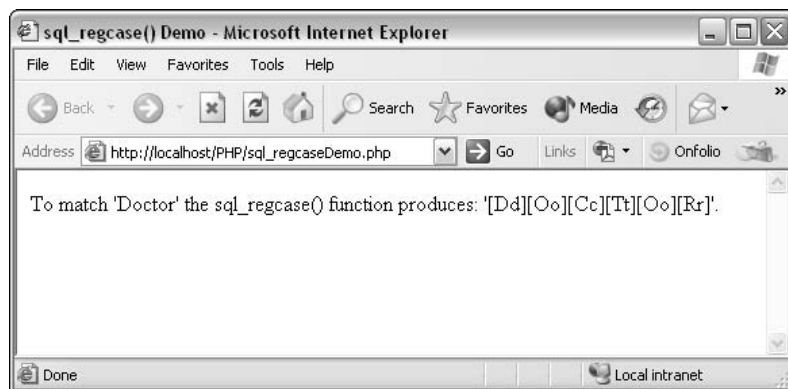 sql_regcase() Demo - Microsoft Internet Explorer
File Edit View Favorites Tools Help
Back Search Favorites Media »
Address http://localhost/PHP/sql_regcaseDemo.php Go Links Onfolio
To match 'Doctor' the sql_regcase() function produces: '[Dd][Oo][Cc][Tt][Oo][Rr]'.
Done Local intranet